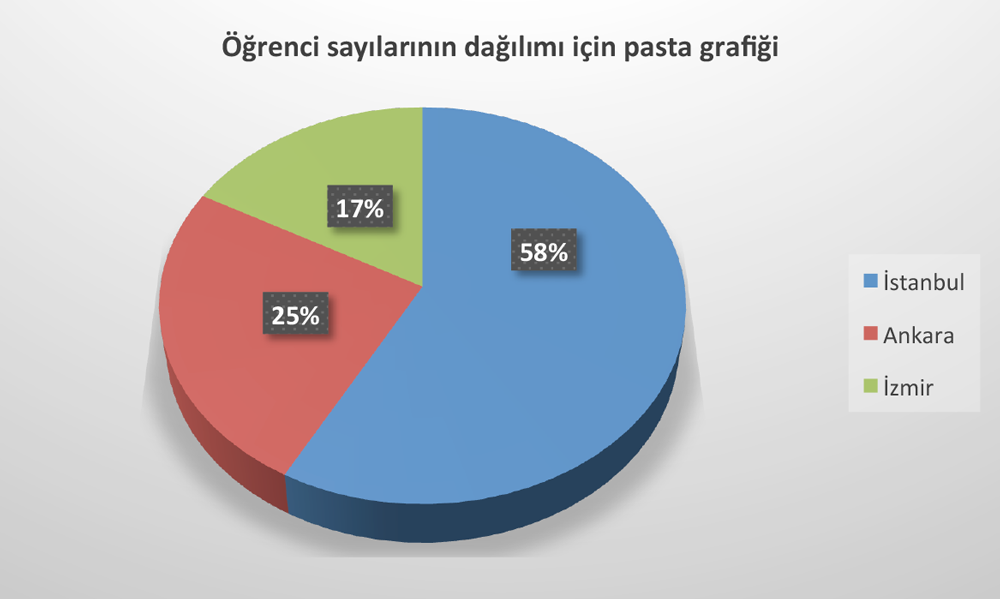 Öğrenci sayılarının dağılımı için pasta grafiği
17%
58%
25%
İstanbul
Ankara
İzmir